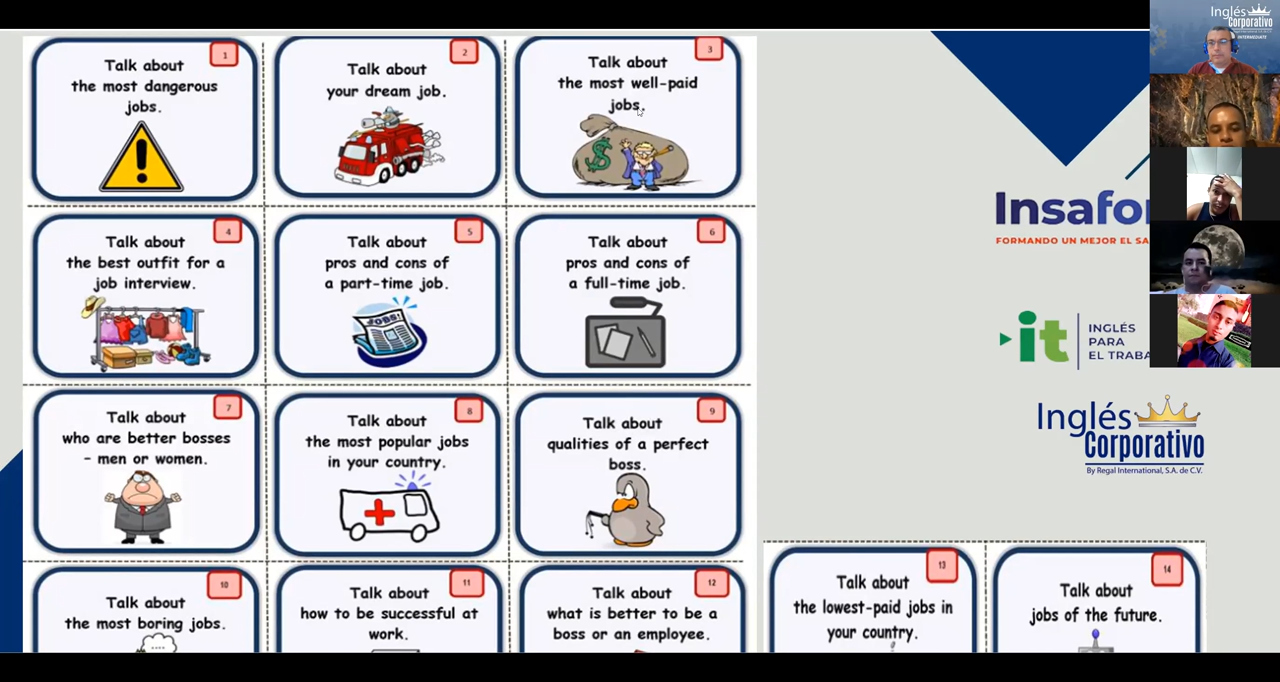 1
Talk about
the most dangerous
jobs.
2
Talk about
your dream job.
3
Talk about
the most well-paid
jobs.
4
Talk about
the best outfit for a
job interview.
5
Talk about
pros and cons of
a part-time job.
JOBS!
6
Talk about
pros and cons of
a full-time job.
7
Talk about
who are better bosses
- men or women.
8
Talk about
the most popular jobs
in your country.
9
Talk about
qualities of a perfect
boss.
10
Talk about
the most boring jobs.
11
Talk about
how to be successful at
work.
12
Talk about
what is better to be a
boss or an employee.
13
Talk about
the lowest-paid jobs in
your country.
14
Talk about
jobs of the future.
Insafo
FORMANDO UN MEJOR EL SA
it
INGLÉS
PARA
EL TRABA
Inglés
Corporativo
By Regal International, S.A. de C.V.
Inglés
Corporativo
INTERMEDIATE